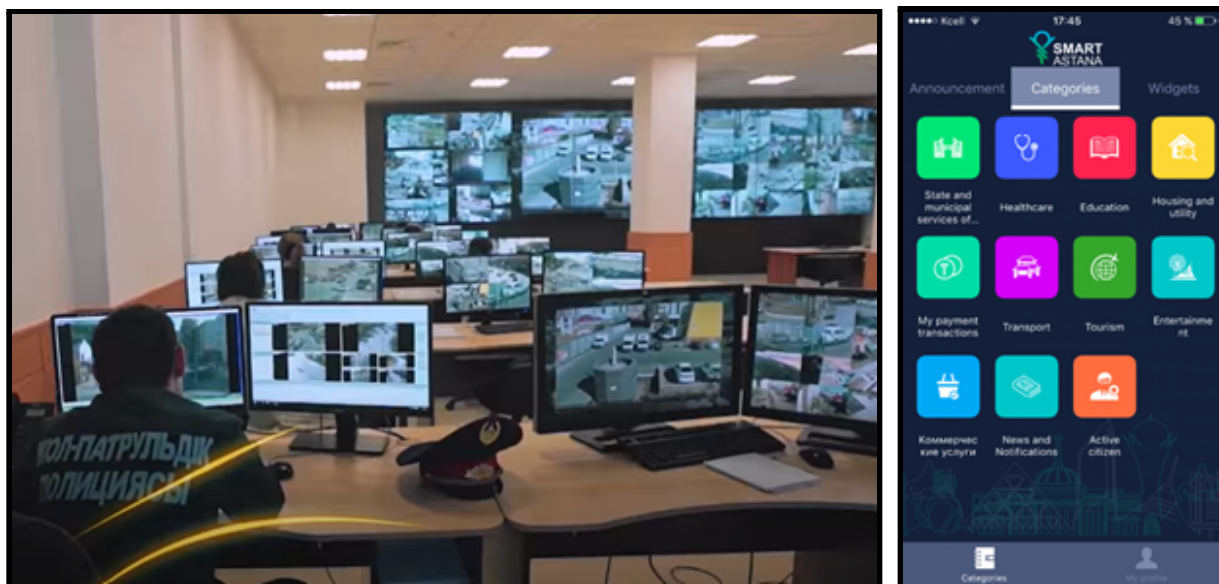 ЖОЛ-ПАТРУЛЬДІК
ПОЛИЦИЯСЫ
Kcell
17:45
45 %
SMART
ASTANA
Announcement
Categories
Widgets
State and
municipal
services of...
Healthcare
Education
Housing and
utility
My payment
transactions
Transport
Tourism
Entertainme
nt
Коммерчес
кие услуги
News and
Notifications
Active
citizen
Categories
My profile